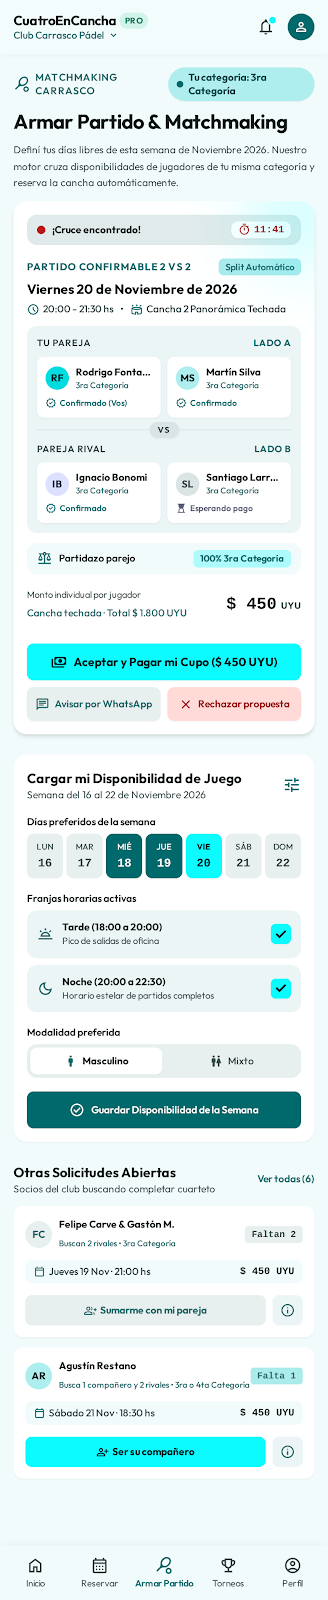 CuatroEnCancha PRO
Club Carrasco Pádel
MATCHMAKING
CARRASCO
Tu categoría: 3ra
Categoría
Armar Partido & Matchmaking
Definí tus días libres de esta semana de Noviembre 2026. Nuestro
motor cruza disponibilidades de jugadores de tu misma categoría y
reserva la cancha automáticamente.
¡Cruce encontrado! 11:41
PARTIDO CONFIRMABLE 2 VS 2 Split Automático
Viernes 20 de Noviembre de 2026
20:00 - 21:30 hs • Cancha 2 Panorámica Techada
TU PAREJA LADO A
RF Rodrigo Fonta...
3ra Categoría
Confirmado (Vos)
MS Martín Silva
3ra Categoría
Confirmado
VS
PAREJA RIVAL LADO B
IB Ignacio Bonomi
3ra Categoría
Confirmado
SL Santiago Larr...
3ra Categoría
Esperando pago
Partidazo parejo 100% 3ra Categoría
Monto individual por jugador
Cancha techada · Total $ 1.800 UYU
$ 450 UYU
Aceptar y Pagar mi Cupo ($ 450 UYU)
Avisar por WhatsApp
Rechazar propuesta
Cargar mi Disponibilidad de Juego
Semana del 16 al 22 de Noviembre 2026
Días preferidos de la semana
LUN MAR MIÉ JUE VIE SÁB DOM
16 17 18 19 20 21 22
Franjas horarias activas
Tarde (18:00 a 20:00)
Pico de salidas de oficina
Noche (20:00 a 22:30)
Horario estelar de partidos completos
Modalidad preferida
Masculino Mixto
Guardar Disponibilidad de la Semana
Otras Solicitudes Abiertas
Socios del club buscando completar cuarteto
Ver todas (6)
FC Felipe Carve & Gastón M.
Buscan 2 rivales • 3ra Categoría
Faltan 2
Jueves 19 Nov · 21:00 hs $ 450 UYU
Sumarme con mi pareja
AR Agustín Restano
Busca 1 compañero y 2 rivales • 3ra o 4ta Categoría
Falta 1
Sábado 21 Nov · 18:30 hs $ 450 UYU
Ser su compañero
Inicio Reservar Armar Partido Torneos Perfil